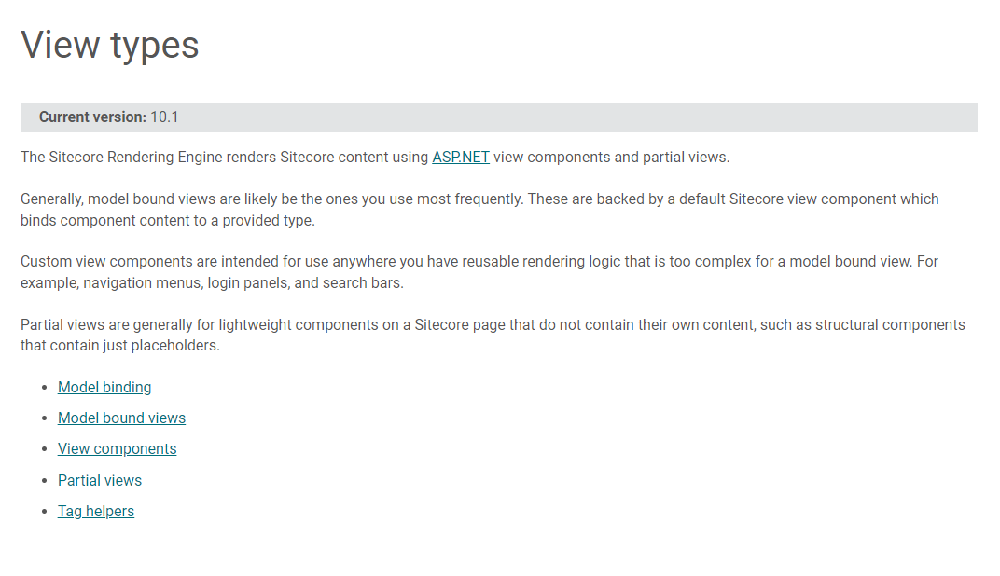 View types
Current version: 10.1
The Sitecore Rendering Engine renders Sitecore content using ASP.NET view components and partial views.
Generally, model bound views are likely be the ones you use most frequently. These are backed by a default Sitecore view component which
binds component content to a provided type.
Custom view components are intended for use anywhere you have reusable rendering logic that is too complex for a model bound view. For
example, navigation menus, login panels, and search bars.
Partial views are generally for lightweight components on a Sitecore page that do not contain their own content, such as structural components
that contain just placeholders.
• Model binding
• Model bound views
• View components
• Partial views
• Tag helpers